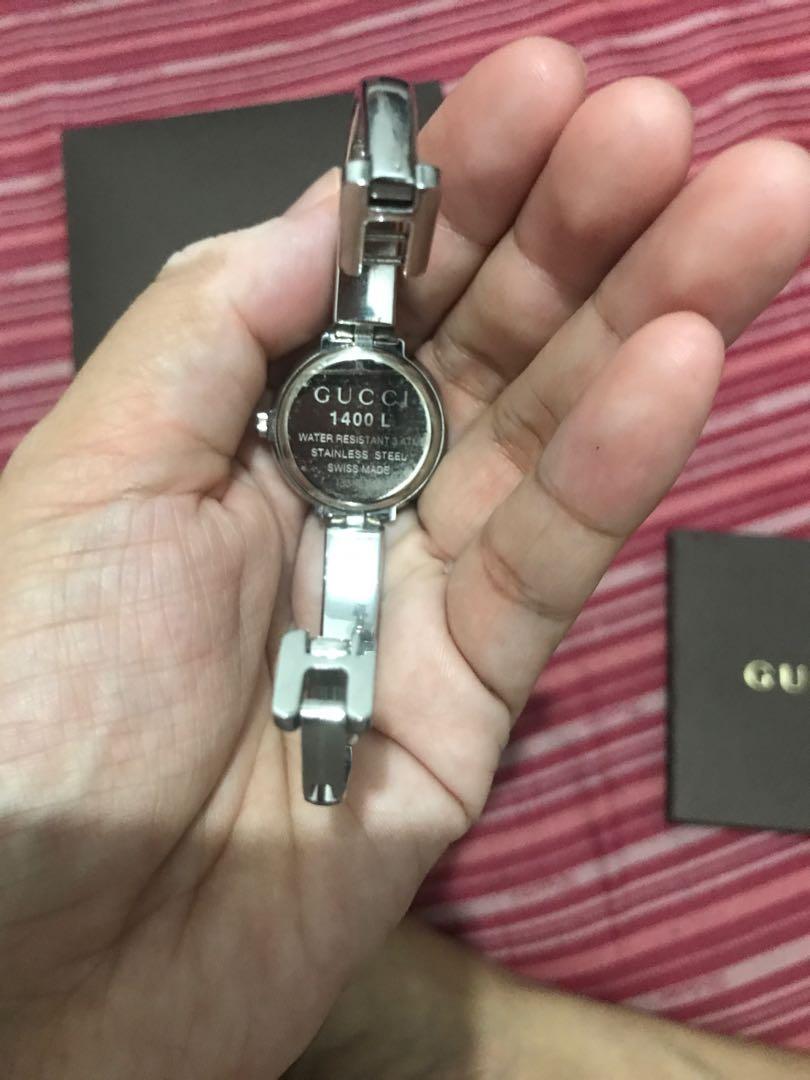 GUCCI
1400 L
WATER RESISTANT 3 ATM
STAINLESS STEEL
SWISS MADE
GU